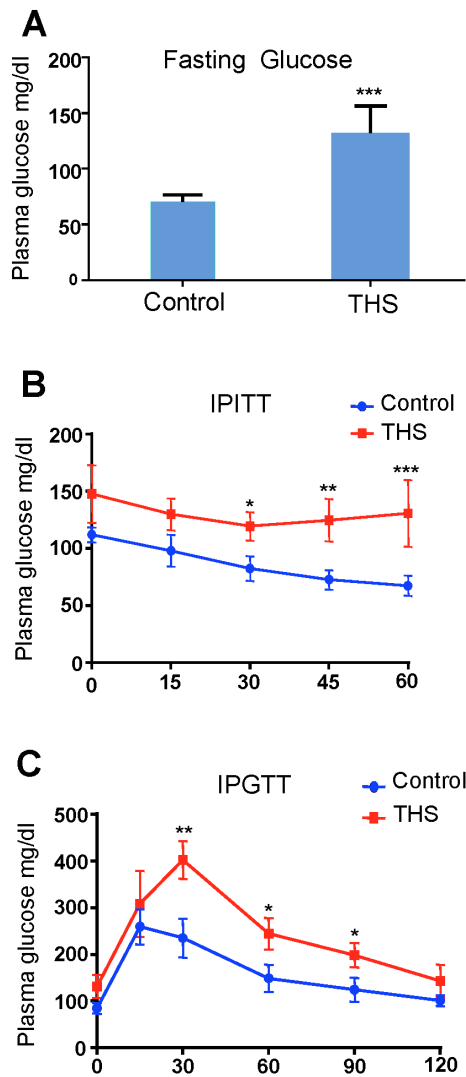 A
Fasting Glucose
Plasma glucose mg/dl
200
150
100
50
0
***
Control
THS
B
IPITT
Control
THS
Plasma glucose mg/dl
200
150
100
50
0
*
**
***
0 15 30 45 60
C
IPGTT
Control
THS
Plasma glucose mg/dl
500
400
300
200
100
0
**
*
*
0 30 60 90 120